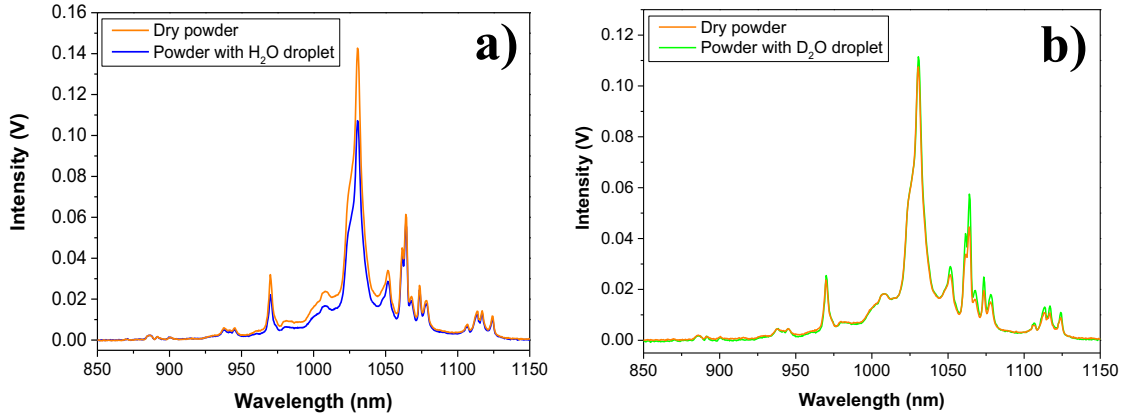 a)
Dry powder
Powder with H₂O droplet
Intensity (V)
0.16
0.14
0.12
0.10
0.08
0.06
0.04
0.02
0.00
850 900 950 1000 1050 1100 1150
Wavelength (nm)
b)
Dry powder
Powder with D₂O droplet
Intensity (V)
0.12
0.10
0.08
0.06
0.04
0.02
0.00
850 900 950 1000 1050 1100 1150
Wavelength (nm)